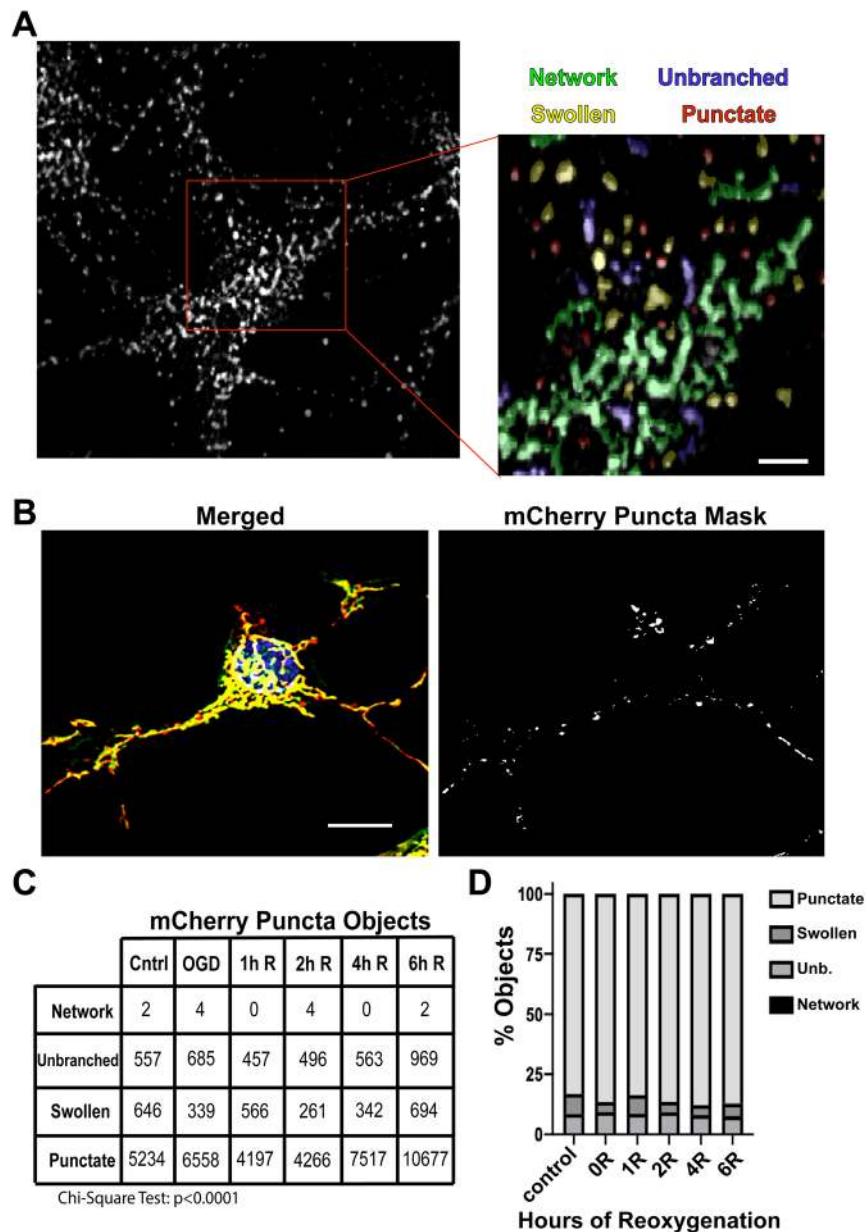 A
Network Unbranched
Swollen Punctate
B
Merged
mCherry Puncta Mask
C
mCherry Puncta Objects
Cntrl OGD 1h R 2h R 4h R 6h R
Network 2 4 0 4 0 2
Unbranched 557 685 457 496 563 969
Swollen 646 339 566 261 342 694
Punctate 5234 6558 4197 4266 7517 10677
Chi-Square Test: p<0.0001
D
% Objects
100
75
50
25
0
control 0R 1R 2R 4R 6R
Hours of Reoxygenation
Punctate
Swollen
Unb.
Network